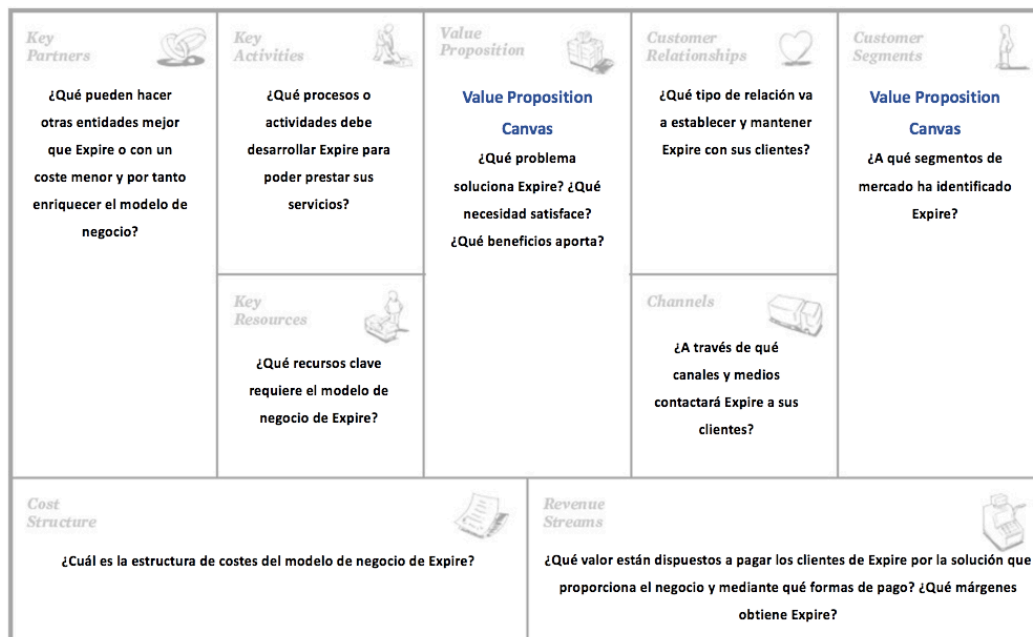 Key
Partners
¿Qué pueden hacer
otras entidades mejor
que Expire o con un
coste menor y por tanto
enriquecer el modelo de
negocio?
Key
Activities
¿Qué procesos o
actividades debe
desarrollar Expire para
poder prestar sus
servicios?
Key
Resources
¿Qué recursos clave
requiere el modelo de
negocio de Expire?
Value
Proposition
Value Proposition
Canvas
¿Qué problema
soluciona Expire? ¿Qué
necesidad satisface?
¿Qué beneficios aporta?
Customer
Relationships
¿Qué tipo de relación va
a establecer y mantener
Expire con sus clientes?
Channels
¿A través de qué
canales y medios
contactará Expire a sus
clientes?
Customer
Segments
Value Proposition
Canvas
¿A qué segmentos de
mercado ha identificado
Expire?
Cost
Structure
¿Cuál es la estructura de costes del modelo de negocio de Expire?
Revenue
Streams
¿Qué valor están dispuestos a pagar los clientes de Expire por la solución que
proporciona el negocio y mediante qué formas de pago? ¿Qué márgenes
obtiene Expire?